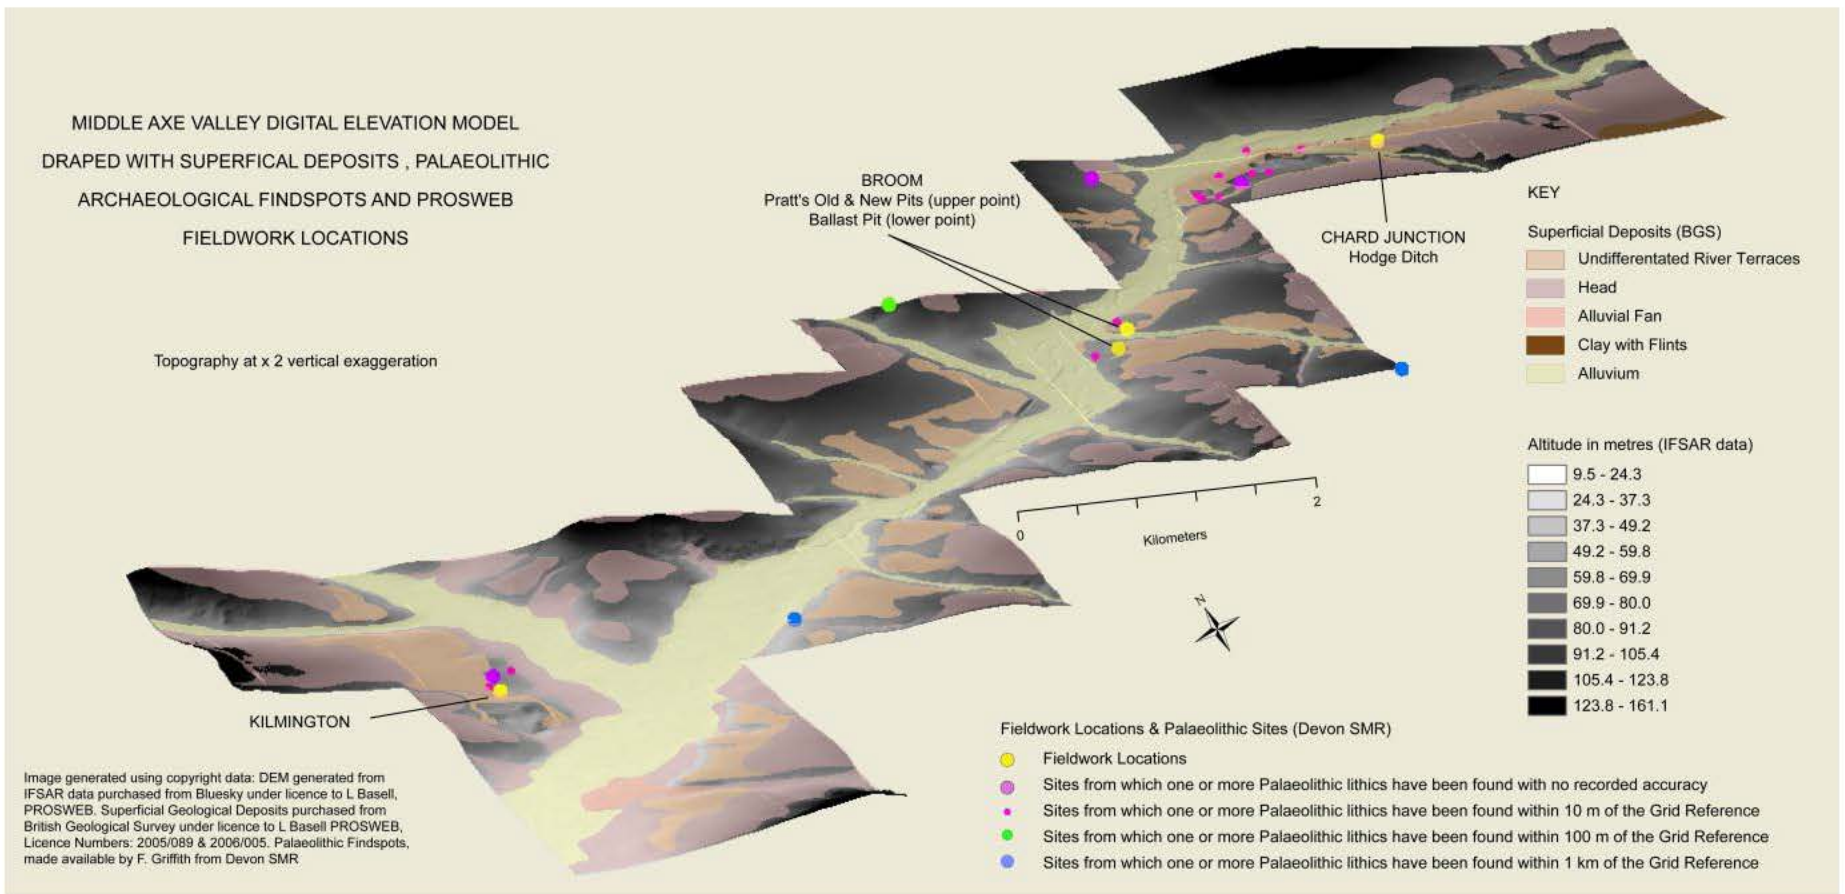 MIDDLE AXE VALLEY DIGITAL ELEVATION MODEL
DRAPED WITH SUPERFICAL DEPOSITS , PALAEOLITHIC
ARCHAEOLOGICAL FINDSPOTS AND PROSWEB
FIELDWORK LOCATIONS
Topography at x 2 vertical exaggeration
BROOM
Pratt's Old & New Pits (upper point)
Ballast Pit (lower point)
CHARD JUNCTION
Hodge Ditch
KILMINGTON
0
2
Kilometers
N
KEY
Superficial Deposits (BGS)
Undifferentated River Terraces
Head
Alluvial Fan
Clay with Flints
Alluvium
Altitude in metres (IFSAR data)
9.5 - 24.3
24.3 - 37.3
37.3 - 49.2
49.2 - 59.8
59.8 - 69.9
69.9 - 80.0
80.0 - 91.2
91.2 - 105.4
105.4 - 123.8
123.8 - 161.1
Fieldwork Locations & Palaeolithic Sites (Devon SMR)
Fieldwork Locations
Sites from which one or more Palaeolithic lithics have been found with no recorded accuracy
Sites from which one or more Palaeolithic lithics have been found within 10 m of the Grid Reference
Sites from which one or more Palaeolithic lithics have been found within 100 m of the Grid Reference
Sites from which one or more Palaeolithic lithics have been found within 1 km of the Grid Reference
Image generated using copyright data: DEM generated from
IFSAR data purchased from Bluesky under licence to L Basell,
PROSWEB. Superficial Geological Deposits purchased from
British Geological Survey under licence to L Basell PROSWEB,
Licence Numbers: 2005/089 & 2006/005. Palaeolithic Findspots,
made available by F. Griffith from Devon SMR